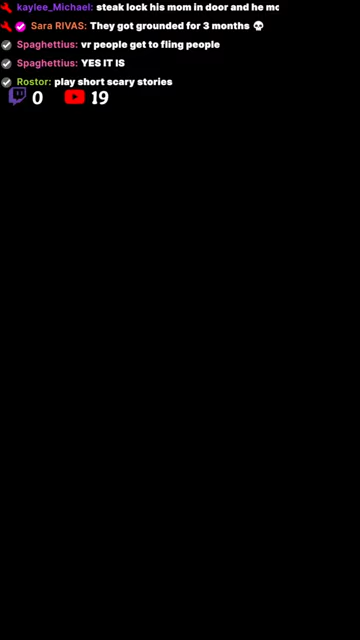 kaylee_Michael: steak lock his mom in door and he mo
Sara RIVAS: They got grounded for 3 months 💀
Spaghettius: vr people get to fling people
Spaghettius: YES IT IS
Rostor: play short scary stories
0 19